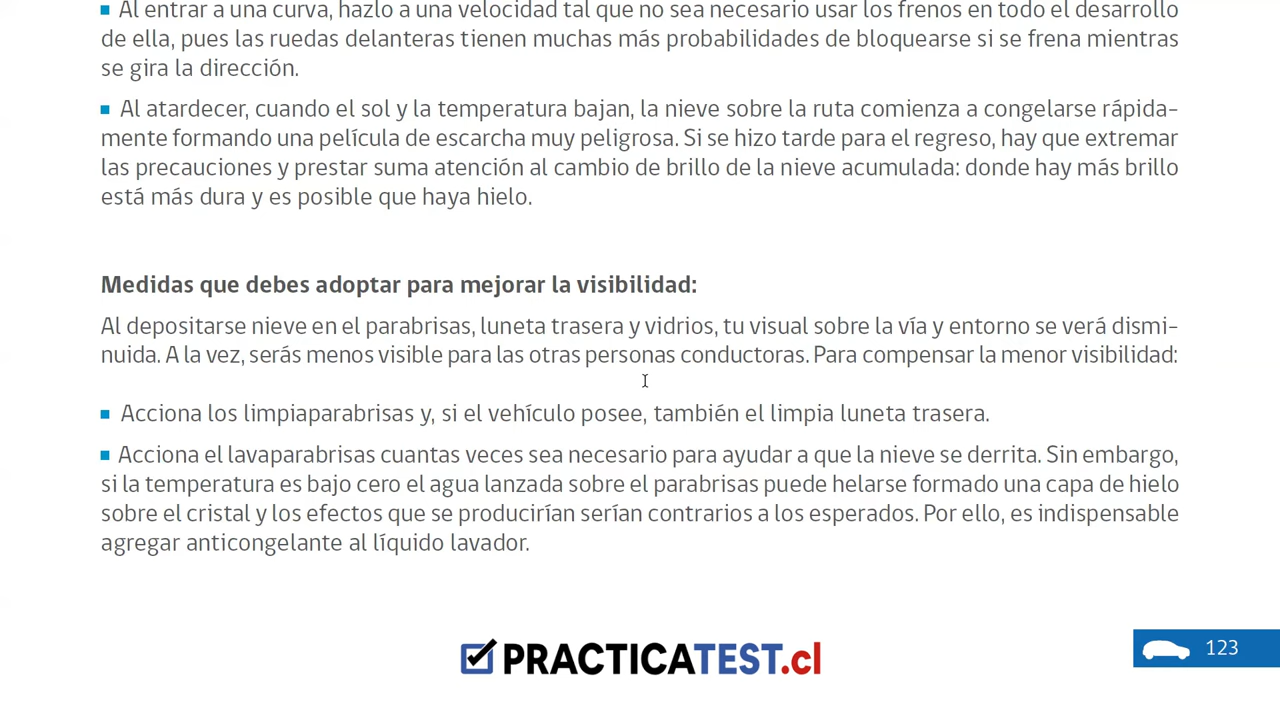 Al entrar a una curva, hazlo a una velocidad tal que no sea necesario usar los frenos en todo el desarrollo
de ella, pues las ruedas delanteras tienen muchas más probabilidades de bloquearse si se frena mientras
se gira la dirección.
Al atardecer, cuando el sol y la temperatura bajan, la nieve sobre la ruta comienza a congelarse rápida-
mente formando una película de escarcha muy peligrosa. Si se hizo tarde para el regreso, hay que extremar
las precauciones y prestar suma atención al cambio de brillo de la nieve acumulada: donde hay más brillo
está más dura y es posible que haya hielo.
Medidas que debes adoptar para mejorar la visibilidad:
Al depositarse nieve en el parabrisas, luneta trasera y vidrios, tu visual sobre la vía y entorno se verá dismi-
nuida. A la vez, serás menos visible para las otras personas conductoras. Para compensar la menor visibilidad:
Acciona los limpiaparabrisas y, si el vehículo posee, también el limpia luneta trasera.
Acciona el lavaparabrisas cuantas veces sea necesario para ayudar a que la nieve se derrita. Sin embargo,
si la temperatura es bajo cero el agua lanzada sobre el parabrisas puede helarse formado una capa de hielo
sobre el cristal y los efectos que se producirían serían contrarios a los esperados. Por ello, es indispensable
agregar anticongelante al líquido lavador.
PRACTICATEST.cl
123